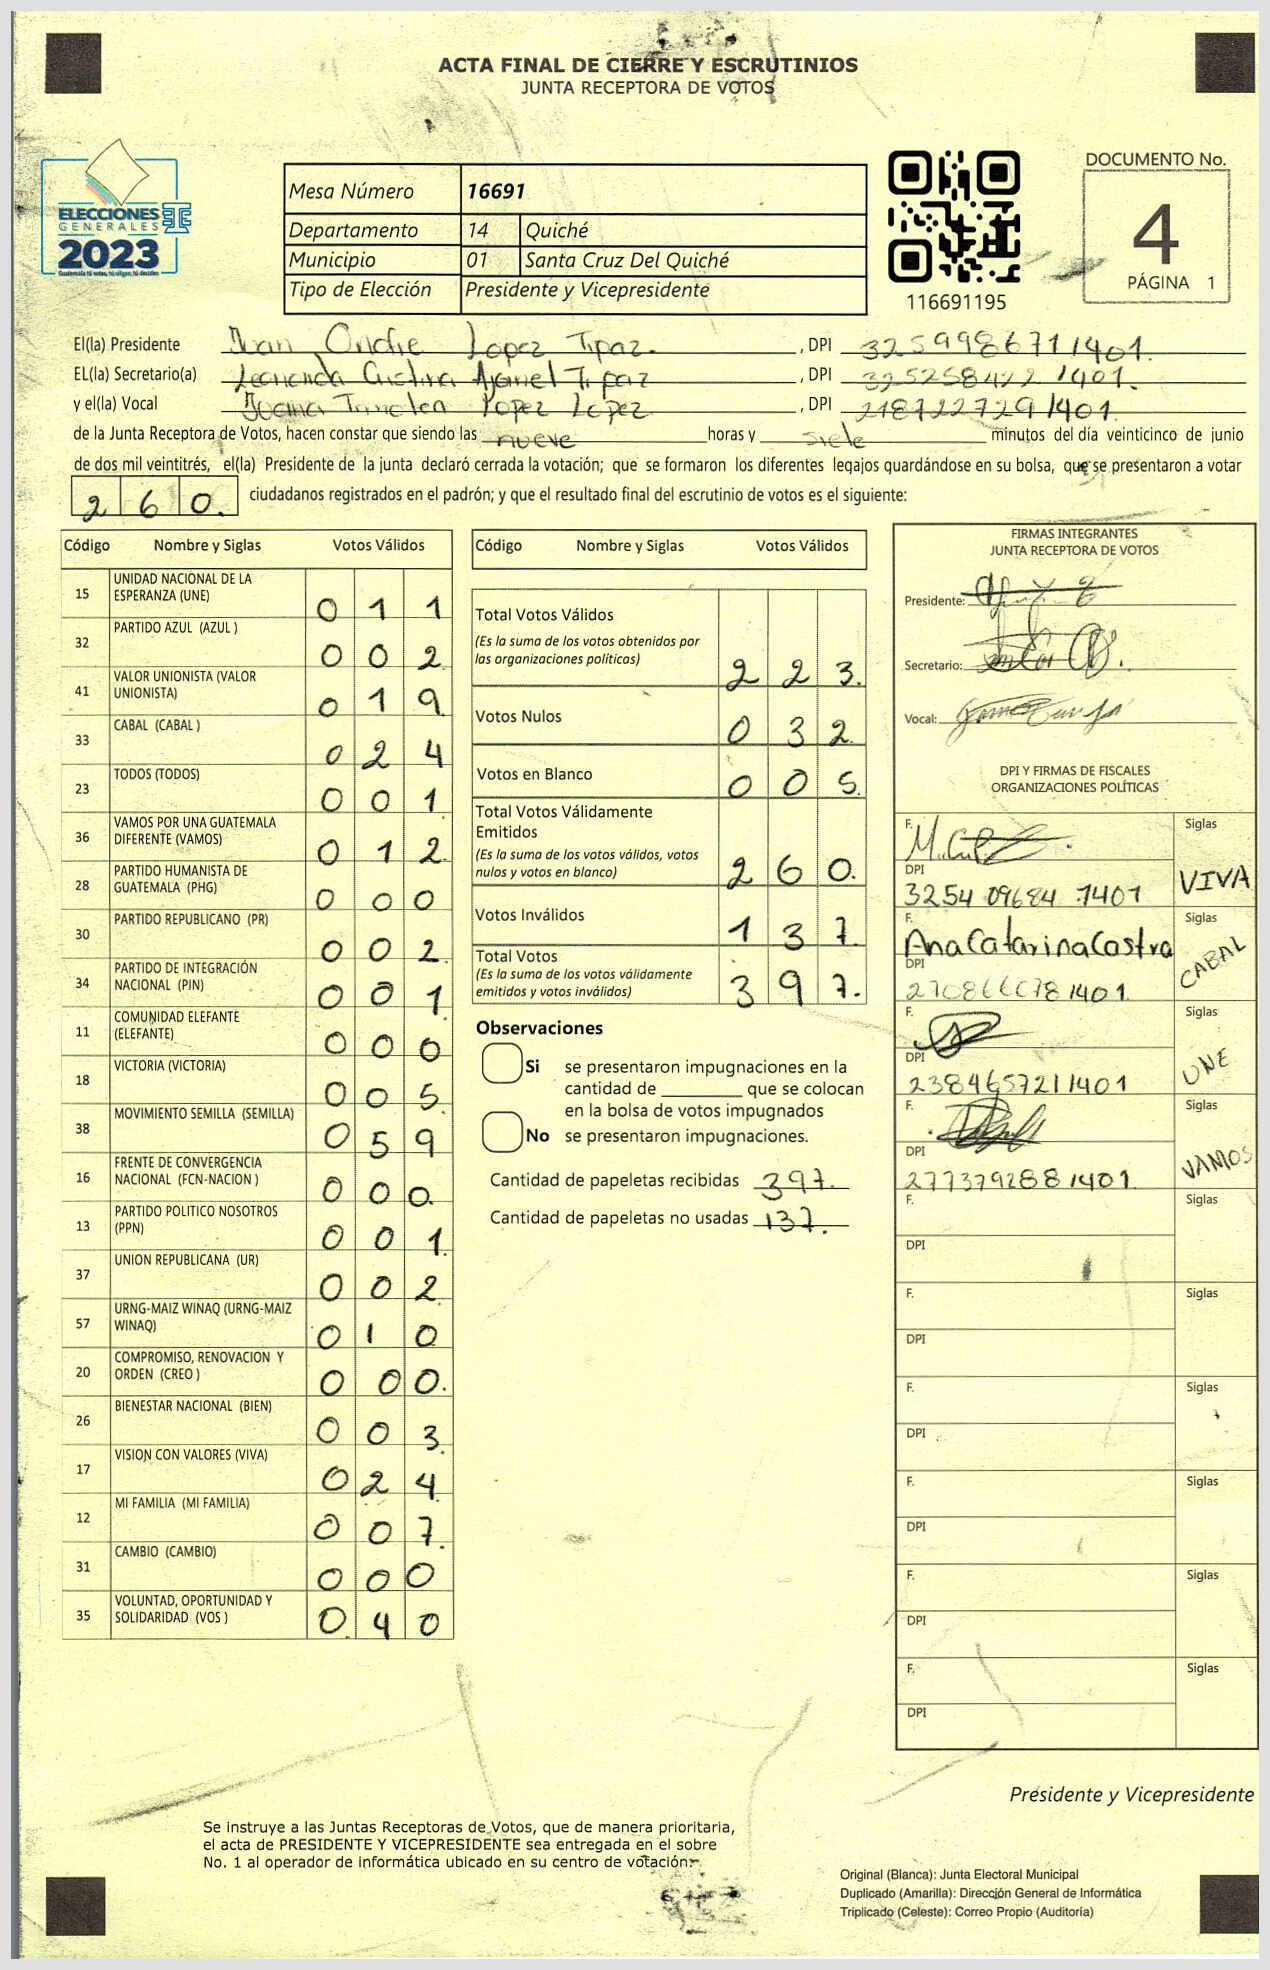 ACTA FINAL DE CIERRE Y ESCRUTINIOS
JUNTA RECEPTORA DE VOTOS
ELECCIONES
GENERALES
2023
Guatemala tú votas, tú eliges, tú decides
Mesa Número 16691
Departamento 14 Quiché
Municipio 01 Santa Cruz Del Quiché
Tipo de Elección Presidente y Vicepresidente
116691195
DOCUMENTO No.
4
PÁGINA 1
El(la) Presidente Juan Onofre Lopez Tipaz. , DPI 3259986711401.
EL(la) Secretario(a) Cristina Ajanel Tipaz , DPI 325258422 1401.
y el(la) Vocal Juana Lopez Lopez , DPI 2187227291401.
de la Junta Receptora de Votos, hacen constar que siendo las nueve horas y siete minutos del día veinticinco de junio
de dos mil veintitrés, el(la) Presidente de la junta declaró cerrada la votación; que se formaron los diferentes legajos guardándose en su bolsa, que se presentaron a votar
260. ciudadanos registrados en el padrón; y que el resultado final del escrutinio de votos es el siguiente:
Código Nombre y Siglas Votos Válidos
15 UNIDAD NACIONAL DE LA
ESPERANZA (UNE) 0 1 1
32 PARTIDO AZUL (AZUL ) 0 0 2
41 VALOR UNIONISTA (VALOR
UNIONISTA) 0 1 9
33 CABAL (CABAL ) 0 2 4
23 TODOS (TODOS) 0 0 1
36 VAMOS POR UNA GUATEMALA
DIFERENTE (VAMOS) 0 1 2
28 PARTIDO HUMANISTA DE
GUATEMALA (PHG) 0 0 0
30 PARTIDO REPUBLICANO (PR) 0 0 2
34 PARTIDO DE INTEGRACIÓN
NACIONAL (PIN) 0 0 1
11 COMUNIDAD ELEFANTE
(ELEFANTE) 0 0 0
18 VICTORIA (VICTORIA) 0 0 5
38 MOVIMIENTO SEMILLA (SEMILLA) 0 5 9
16 FRENTE DE CONVERGENCIA
NACIONAL (FCN-NACION ) 0 0 0.
13 PARTIDO POLITICO NOSOTROS
(PPN) 0 0 1.
37 UNION REPUBLICANA (UR) 0 0 2
57 URNG-MAIZ WINAQ (URNG-MAIZ
WINAQ) 0 1 0
20 COMPROMISO, RENOVACION Y
ORDEN (CREO ) 0 0 0.
26 BIENESTAR NACIONAL (BIEN) 0 0 3.
17 VISION CON VALORES (VIVA) 0 2 4
12 MI FAMILIA (MI FAMILIA) 0 0 7.
31 CAMBIO (CAMBIO) 0 0 0
35 VOLUNTAD, OPORTUNIDAD Y
SOLIDARIDAD (VOS ) 0. 4 0
Código Nombre y Siglas Votos Válidos
Total Votos Válidos
(Es la suma de los votos obtenidos por
las organizaciones políticas) 2 2 3.
Votos Nulos 0 3 2.
Votos en Blanco 0 0 5.
Total Votos Válidamente
Emitidos
(Es la suma de los votos válidos, votos
nulos y votos en blanco) 2 6 0.
Votos Inválidos 1 3 7.
Total Votos
(Es la suma de los votos válidamente
emitidos y votos inválidos) 3 9 7.
Observaciones
Si se presentaron impugnaciones en la
cantidad de ________ que se colocan
en la bolsa de votos impugnados
No se presentaron impugnaciones.
Cantidad de papeletas recibidas 397.
Cantidad de papeletas no usadas 137.
FIRMAS INTEGRANTES
JUNTA RECEPTORA DE VOTOS
Presidente:
Secretario:
Vocal:
DPI Y FIRMAS DE FISCALES
ORGANIZACIONES POLÍTICAS
F. Siglas
DPI VIVA
3254 09684 1401
F. Ana Catarina Castro Siglas
DPI CABAL
2708666781401.
F. Siglas
DPI UNE
2384657211401
F. Siglas
DPI VAMOS
2773792881401
F. Siglas
DPI
F. Siglas
DPI
F. Siglas
DPI
F. Siglas
DPI
F. Siglas
DPI
F. Siglas
DPI
Presidente y Vicepresidente
Se instruye a las Juntas Receptoras de Votos, que de manera prioritaria,
el acta de PRESIDENTE Y VICEPRESIDENTE sea entregada en el sobre
No. 1 al operador de informática ubicado en su centro de votación.
Original (Blanca): Junta Electoral Municipal
Duplicado (Amarilla): Dirección General de Informática
Triplicado (Celeste): Correo Propio (Auditoría)